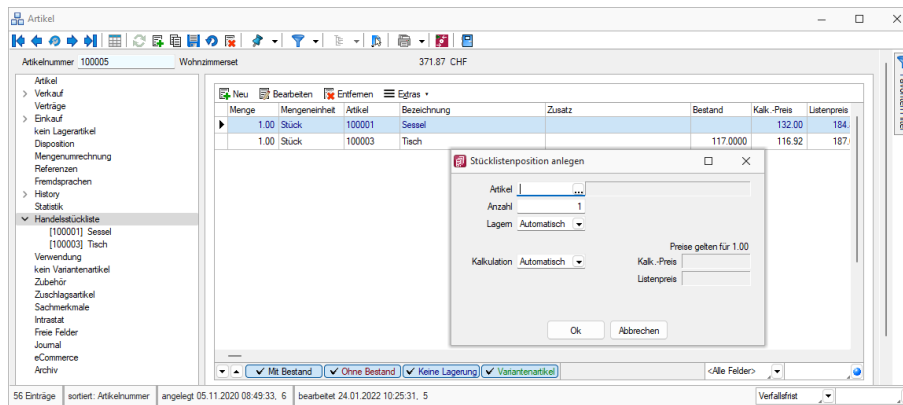 Artikel
Artikelnummer 100005 Wohnzimmerset 371.87 CHF
Artikel
Verkauf
Verträge
Einkauf
kein Lagerartikel
Disposition
Mengenumrechnung
Referenzen
Fremdsprachen
History
Statistik
Handelsstückliste
[100001] Sessel
[100003] Tisch
Verwendung
kein Variantenartikel
Zubehör
Zuschlagsartikel
Sachmerkmale
Intrastat
Freie Felder
Journal
eCommerce
Archiv
Neu Bearbeiten Entfernen Extras
Menge Mengeneinheit Artikel Bezeichnung Zusatz Bestand Kalk.-Preis Listenpreis
1.00 Stück 100001 Sessel 132.00 184.
1.00 Stück 100003 Tisch 117.0000 116.92 187.
Stücklistenposition anlegen
Artikel ...
Anzahl 1
Lagern Automatisch
Preise gelten für 1.00
Kalkulation Automatisch Kalk.-Preis
Listenpreis
Ok Abbrechen
Mit Bestand Ohne Bestand Keine Lagerung Variantenartikel <Alle Felder>
56 Einträge sortiert: Artikelnummer angelegt 05.11.2020 08:49:33, 6 bearbeitet 24.01.2022 10:25:31, 5 Verfallsfrist